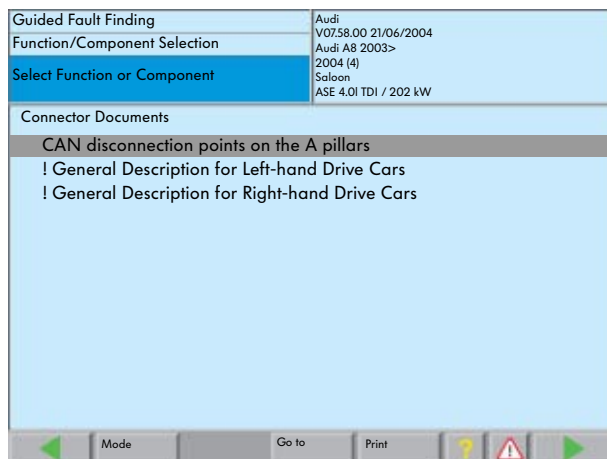 Guided Fault Finding
Function/Component Selection
Select Function or Component
Audi
V07.58.00 21/06/2004
Audi A8 2003>
2004 (4)
Saloon
ASE 4.0l TDI / 202 kW
Connector Documents
CAN disconnection points on the A pillars
! General Description for Left-hand Drive Cars
! General Description for Right-hand Drive Cars
Mode
Go to
Print
?
!